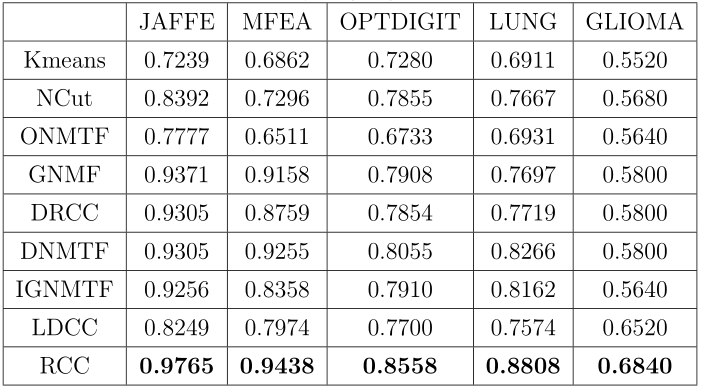 JAFFE MFEA OPTDIGIT LUNG GLIOMA
Kmeans 0.7239 0.6862 0.7280 0.6911 0.5520
NCut 0.8392 0.7296 0.7855 0.7667 0.5680
ONMTF 0.7777 0.6511 0.6733 0.6931 0.5640
GNMF 0.9371 0.9158 0.7908 0.7697 0.5800
DRCC 0.9305 0.8759 0.7854 0.7719 0.5800
DNMTF 0.9305 0.9255 0.8055 0.8266 0.5800
IGNMTF 0.9256 0.8358 0.7910 0.8162 0.5640
LDCC 0.8249 0.7974 0.7700 0.7574 0.6520
RCC 0.9765 0.9438 0.8558 0.8808 0.6840